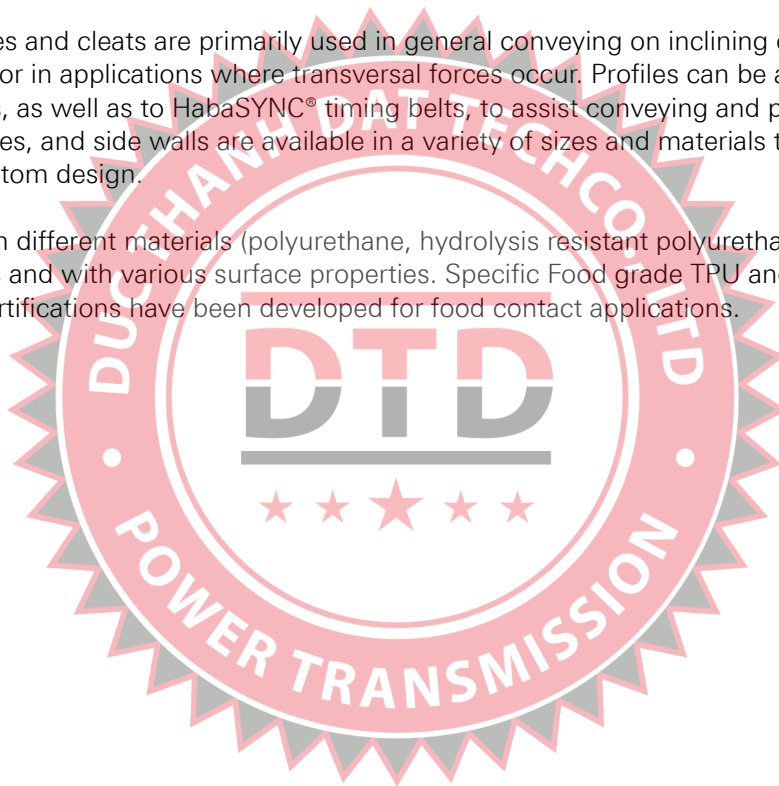 es and cleats are primarily used in general conveying on inclining
or in applications where transversal forces occur. Profiles can be a
s, as well as to HabaSYNC® timing belts, to assist conveying and p
es, and side walls are available in a variety of sizes and materials t
tom design.
n different materials (polyurethane, hydrolysis resistant polyuretha
s and with various surface properties. Specific Food grade TPU and
rtifications have been developed for food contact applications.
DUC THANH DAT TECHCO., LTD
DTD
• POWER TRANSMISSION •